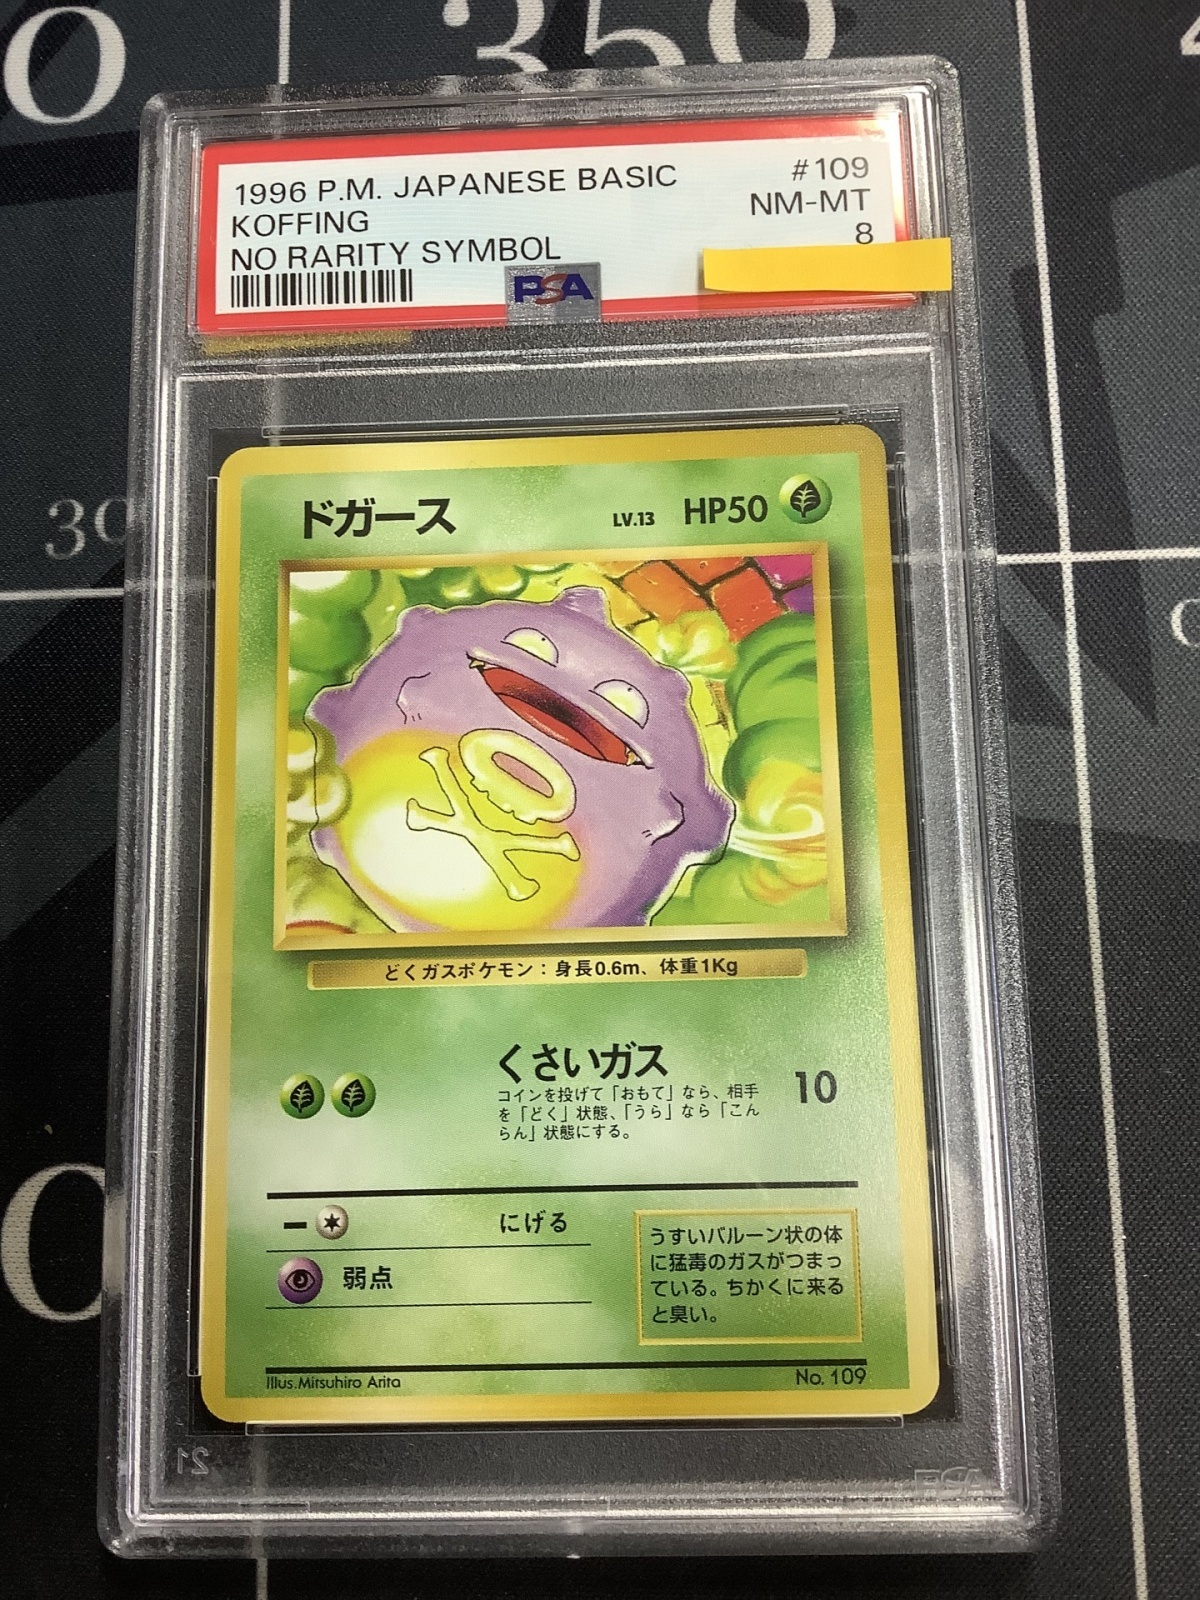 350
1996 P.M. JAPANESE BASIC #109
KOFFING NM-MT
NO RARITY SYMBOL 8
PSA
ドガース LV.13 HP50
どくガスポケモン：身長0.6m、体重1Kg
くさいガス 10
コインを投げて「おもて」なら、相手
を「どく」状態、「うら」なら「こん
らん」状態にする。
にげる
弱点
うすいバルーン状の体
に猛毒のガスがつまっ
ている。ちかくに来る
と臭い。
Illus.Mitsuhiro Arita No. 109
21
PSA